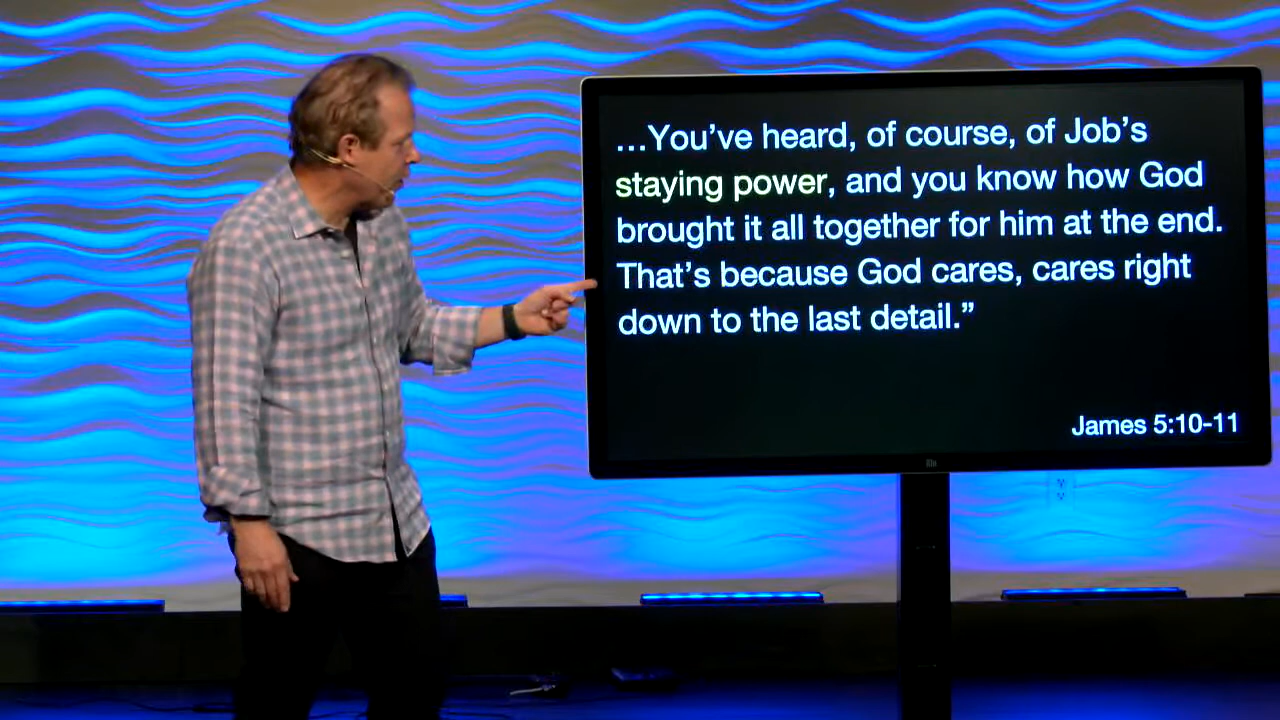 …You’ve heard, of course, of Job’s
staying power, and you know how God
brought it all together for him at the end.
That’s because God cares, cares right
down to the last detail.”
James 5:10-11